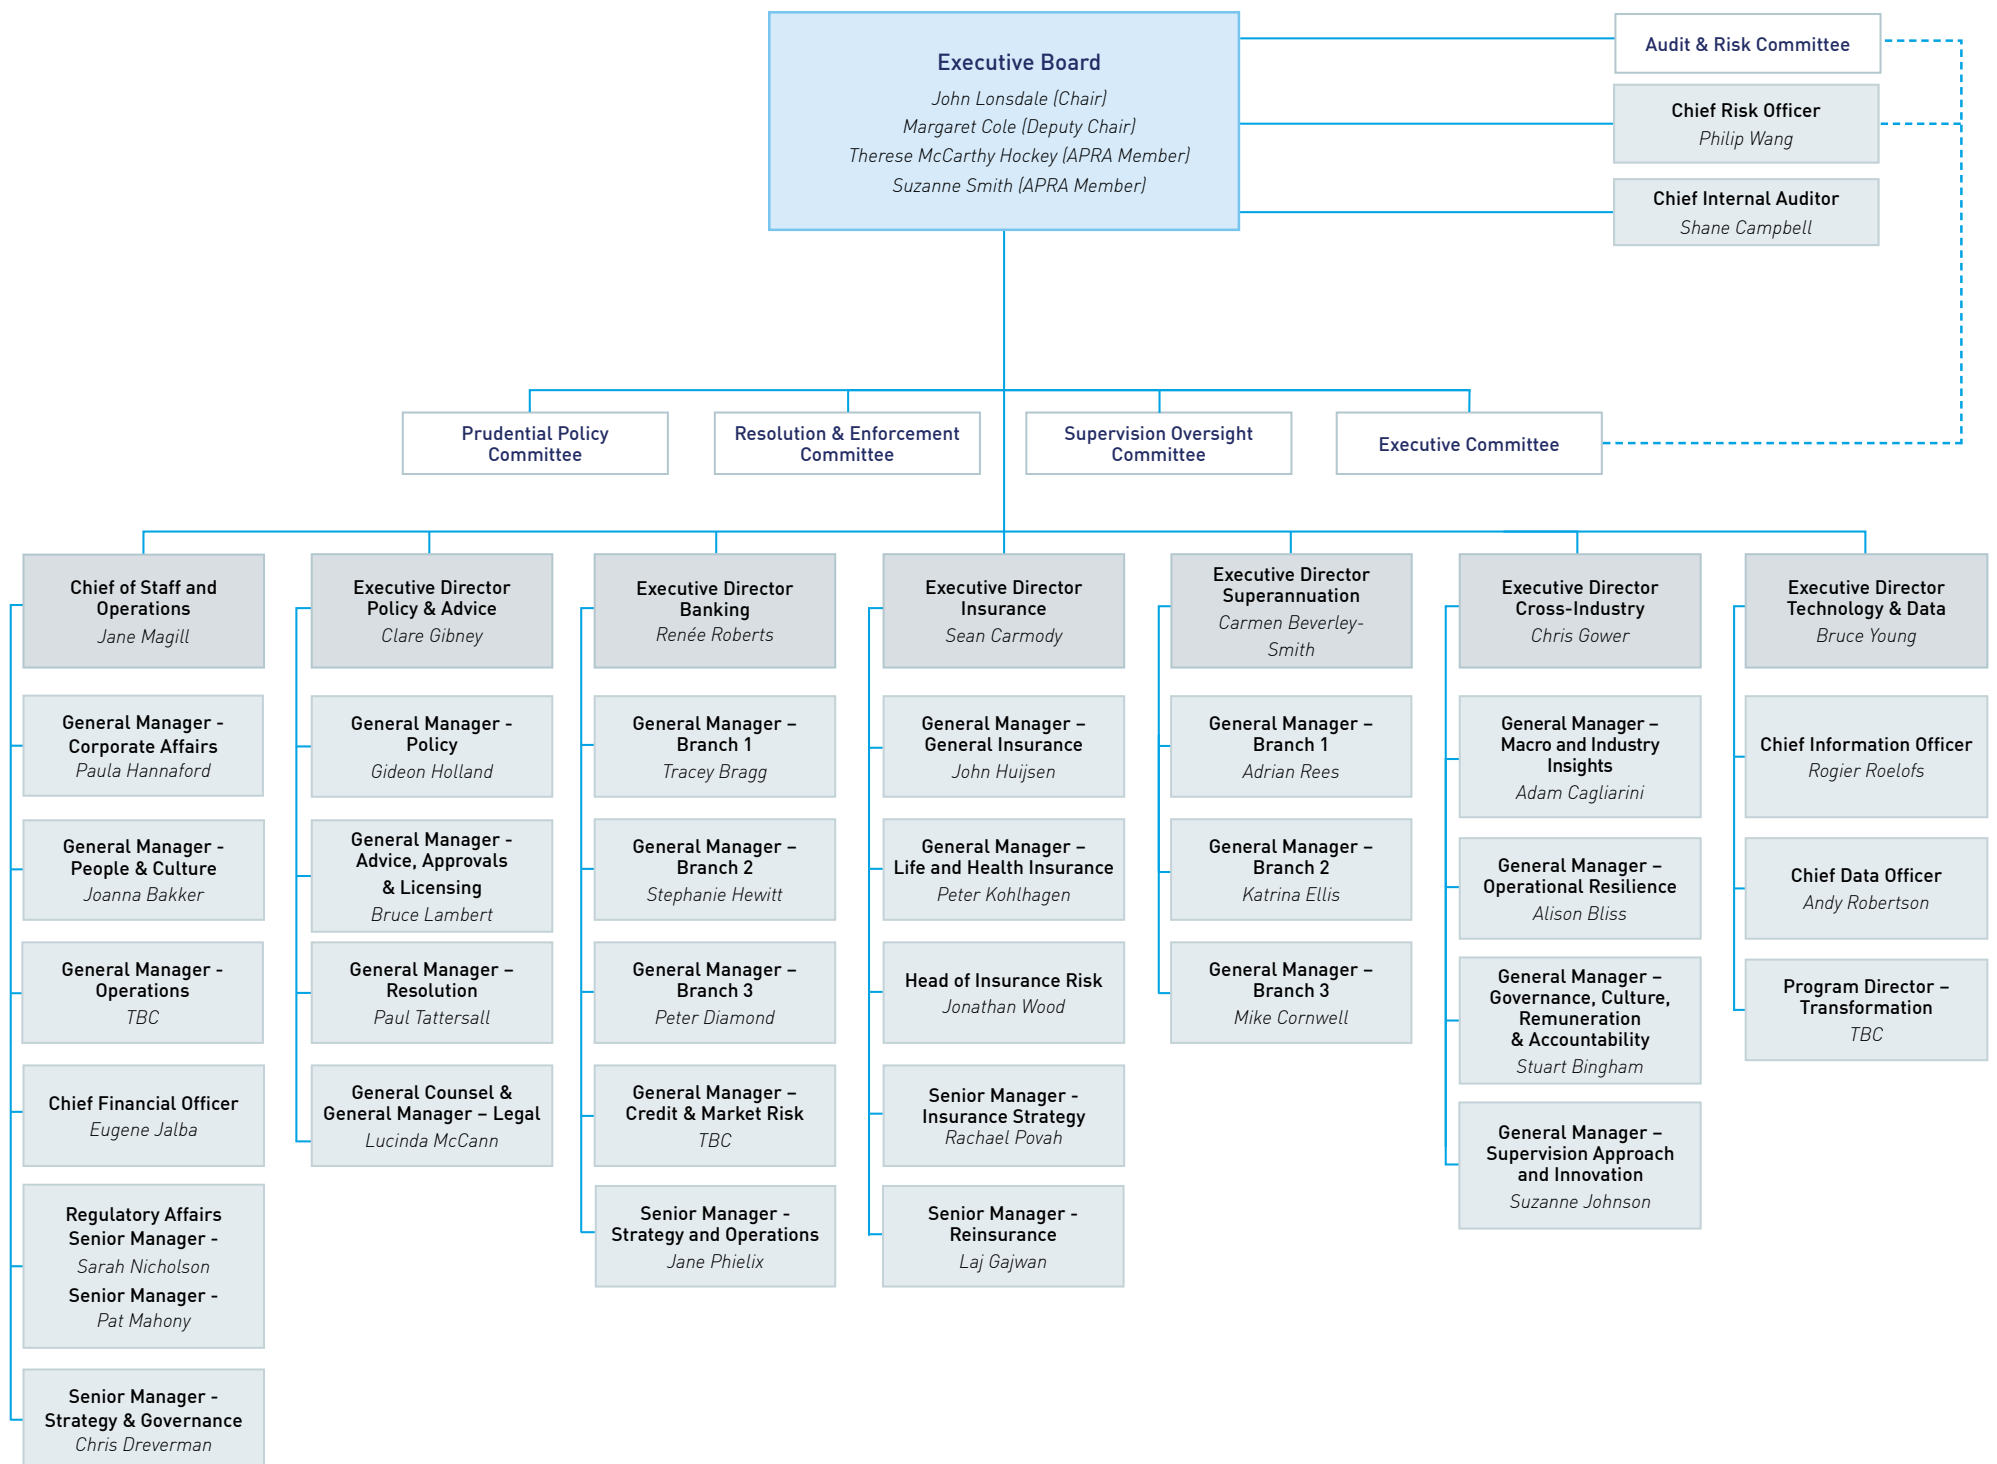 Executive Board
John Lonsdale (Chair)
Margaret Cole (Deputy Chair)
Therese McCarthy Hockey (APRA Member)
Suzanne Smith (APRA Member)
Audit & Risk Committee
Chief Risk Officer
Philip Wang
Chief Internal Auditor
Shane Campbell
Prudential Policy
Committee
Resolution & Enforcement
Committee
Supervision Oversight
Committee
Executive Committee
Chief of Staff and
Operations
Jane Magill
General Manager -
Corporate Affairs
Paula Hannaford
General Manager -
People & Culture
Joanna Bakker
General Manager -
Operations
TBC
Chief Financial Officer
Eugene Jalba
Regulatory Affairs
Senior Manager -
Sarah Nicholson
Senior Manager -
Pat Mahony
Senior Manager -
Strategy & Governance
Chris Dreverman
Executive Director
Policy & Advice
Clare Gibney
General Manager -
Policy
Gideon Holland
General Manager -
Advice, Approvals
& Licensing
Bruce Lambert
General Manager –
Resolution
Paul Tattersall
General Counsel &
General Manager – Legal
Lucinda McCann
Executive Director
Banking
Renée Roberts
General Manager –
Branch 1
Tracey Bragg
General Manager –
Branch 2
Stephanie Hewitt
General Manager –
Branch 3
Peter Diamond
General Manager –
Credit & Market Risk
TBC
Senior Manager -
Strategy and Operations
Jane Phielix
Executive Director
Insurance
Sean Carmody
General Manager –
General Insurance
John Huijsen
General Manager –
Life and Health Insurance
Peter Kohlhagen
Head of Insurance Risk
Jonathan Wood
Senior Manager -
Insurance Strategy
Rachael Povah
Senior Manager -
Reinsurance
Laj Gajwan
Executive Director
Superannuation
Carmen Beverley-
Smith
General Manager –
Branch 1
Adrian Rees
General Manager –
Branch 2
Katrina Ellis
General Manager –
Branch 3
Mike Cornwell
Executive Director
Cross-Industry
Chris Gower
General Manager –
Macro and Industry
Insights
Adam Cagliarini
General Manager –
Operational Resilience
Alison Bliss
General Manager –
Governance, Culture,
Remuneration
& Accountability
Stuart Bingham
General Manager –
Supervision Approach
and Innovation
Suzanne Johnson
Executive Director
Technology & Data
Bruce Young
Chief Information Officer
Rogier Roelofs
Chief Data Officer
Andy Robertson
Program Director –
Transformation
TBC